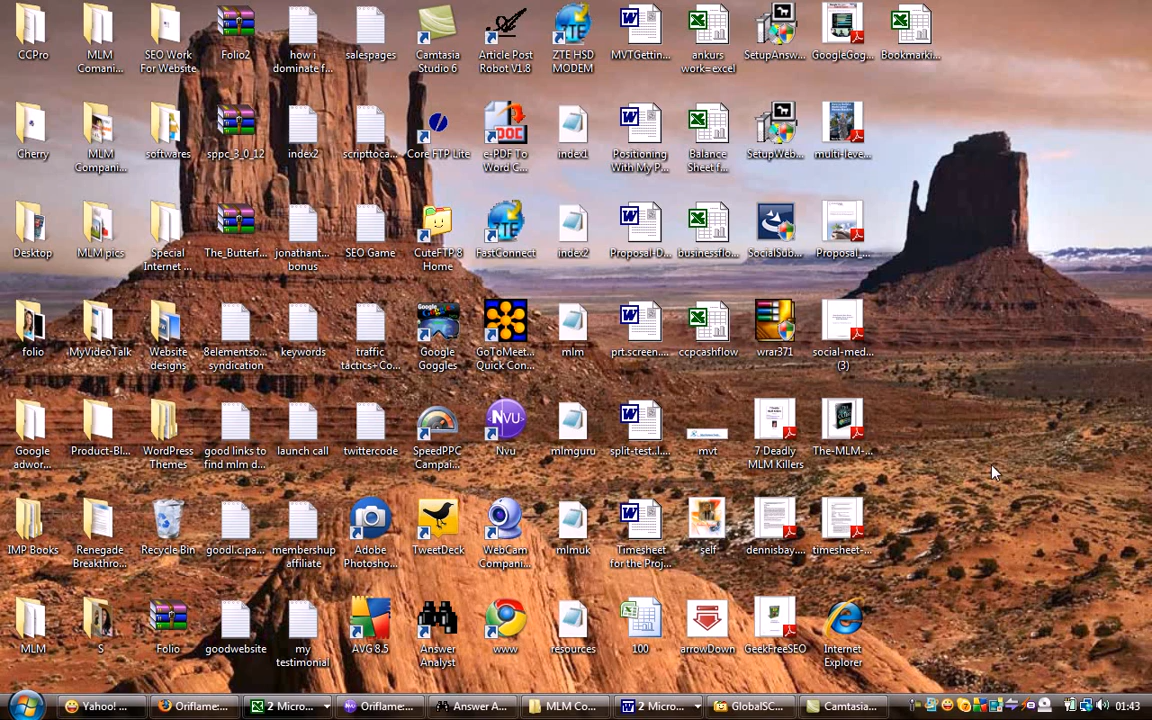 CCPro
MLM
Comani...
SEO Work
For Website
Folio2
how i
dominate f...
salespages
Camtasia
Studio 6
Article Post
Robot V1.8
ZTE HSD
MODEM
MVTGettin...
ankurs
work=excel
SetupAnsw...
GoogleGog...
Bookmarki...
Cherry
MLM
Compani...
softwares
sppc_3_0_12
index2
scripttoca...
Core FTP Lite
e-PDF To
Word C...
index1
Positioning
With My P...
Balance
Sheet f...
SetupWeb...
multi-leve...
Desktop
MLM pics
Special
Internet ...
The_Butterf...
jonathant...
bonus
SEO Game
CuteFTP 8
Home
FastConnect
index2
Proposal-D...
businessflo...
SocialSub...
Proposal_...
folio
MyVideoTalk
Website
designs
8elementso...
syndication
keywords
traffic
tactics+Co...
Google
Goggles
GoToMeet...
Quick Con...
mlm
prt.screen....
ccpcashflow
wrar371
social-med...
(3)
Google
adwor...
Product-Bl...
WordPress
Themes
good links to
find mlm d...
launch call
twittercode
SpeedPPC
Campai...
Nvu
mlmguru
split-test..l....
mvt
7 Deadly
MLM Killers
The-MLM-...
IMP Books
Renegade
Breakthro...
Recycle Bin
goodl.c.pa...
membershup
affiliate
Adobe
Photosho...
TweetDeck
WebCam
Compani...
mlmuk
Timesheet
for the Proj...
self
dennisbay....
timesheet-...
MLM
S
Folio
goodwebsite
my
testimonial
AVG 8.5
Answer
Analyst
www
resources
100
arrowDown
GeekFreeSEO
Internet
Explorer
Yahoo! ...
Oriflame:...
2 Micro...
Oriflame:...
Answer A...
MLM Co...
2 Micro...
GlobalSC...
Camtasia...
01:43